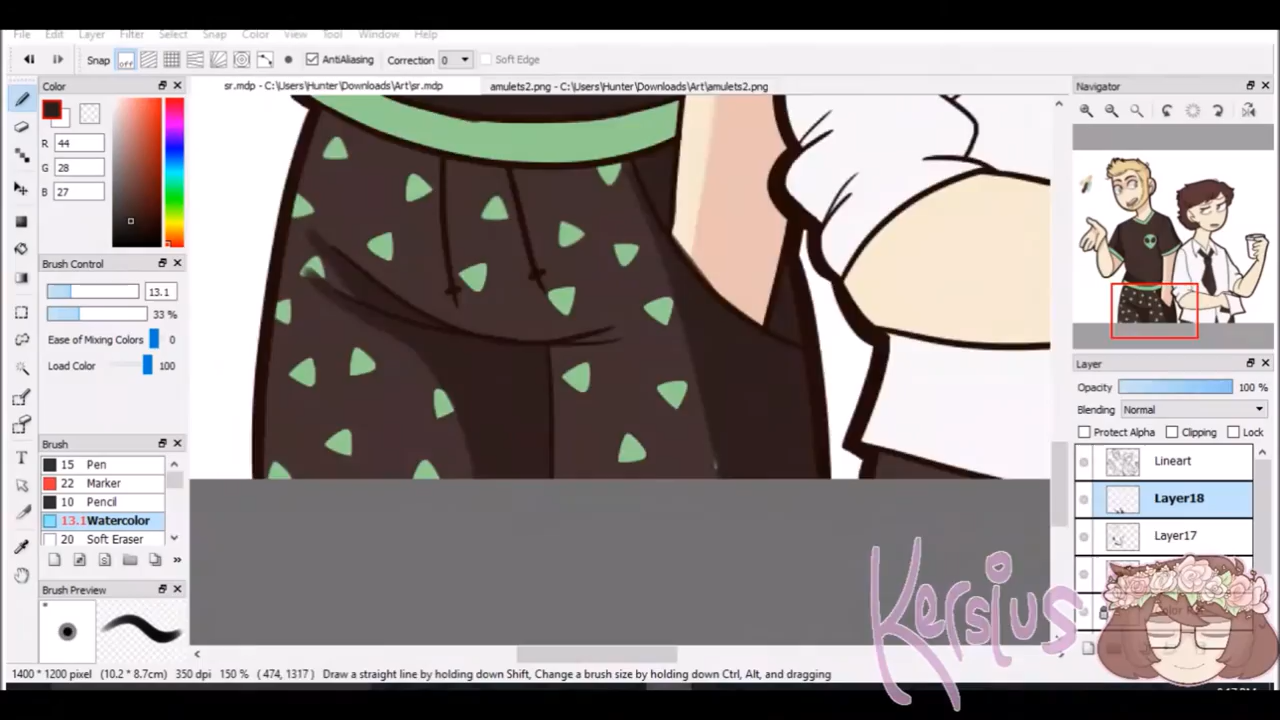 File Edit Layer Filter Select Snap Color View Tool Window Help
Snap off AntiAliasing Correction 0 Soft Edge
Color
sr.mdp - C:\Users\Hunter\Downloads\Art\sr.mdp
amulets2.png - C:\Users\Hunter\Downloads\Art\amulets2.png
Navigator
R 44
G 28
B 27
Brush Control
13.1
33 %
Ease of Mixing Colors 0
Load Color 100
Layer
Opacity 100 %
Blending Normal
Protect Alpha Clipping Lock
Brush
15 Pen
22 Marker
10 Pencil
13.1 Watercolor
20 Soft Eraser
Lineart
Layer18
Layer17
Brush Preview
Kersius
1400 * 1200 pixel (10.2 * 8.7cm) 350 dpi 150 % ( 474, 1317) Draw a straight line by holding down Shift, Change a brush size by holding down Ctrl, Alt, and dragging